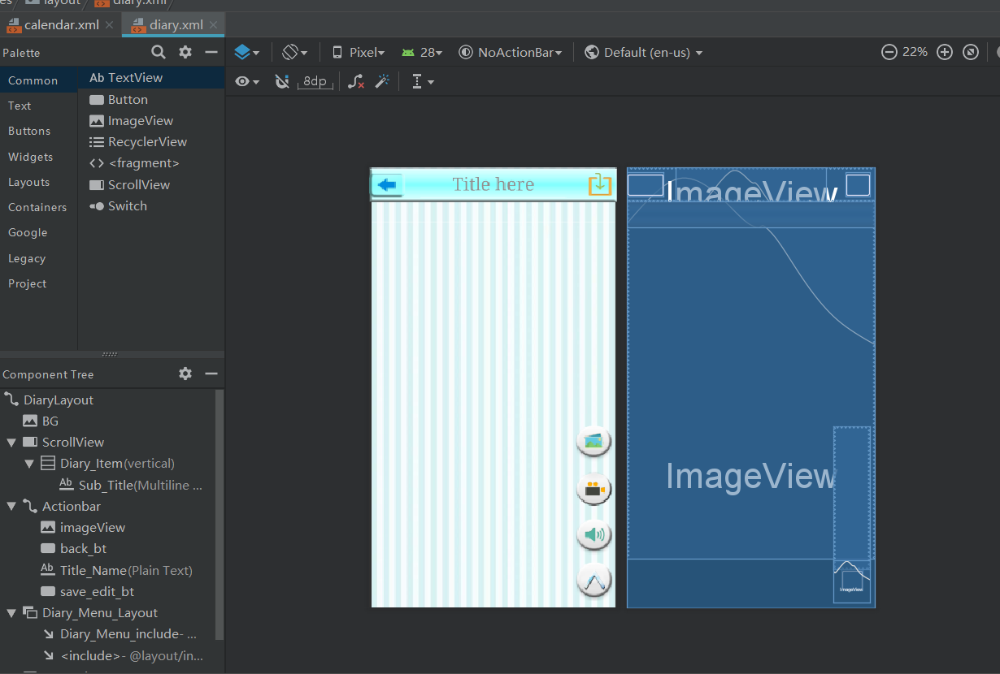 layout diary.xml
calendar.xml diary.xml
Palette
Pixel 28 NoActionBar Default (en-us) 22%
8dp
Common
Text
Buttons
Widgets
Layouts
Containers
Google
Legacy
Project
Ab TextView
Button
ImageView
RecyclerView
<fragment>
ScrollView
Switch
Component Tree
DiaryLayout
BG
ScrollView
Diary_Item(vertical)
Ab Sub_Title(Multiline ...
Actionbar
imageView
back_bt
Ab Title_Name(Plain Text)
save_edit_bt
Diary_Menu_Layout
Diary_Menu_include- ...
<include>- @layout/in...
Title here
ImageView
ImageView
ImageView